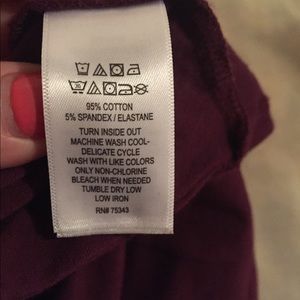 95% COTTON
5% SPANDEX / ELASTANE
TURN INSIDE OUT
MACHINE WASH COOL-
DELICATE CYCLE
WASH WITH LIKE COLORS
ONLY NON-CHLORINE
BLEACH WHEN NEEDED
TUMBLE DRY LOW
LOW IRON
RN# 75343